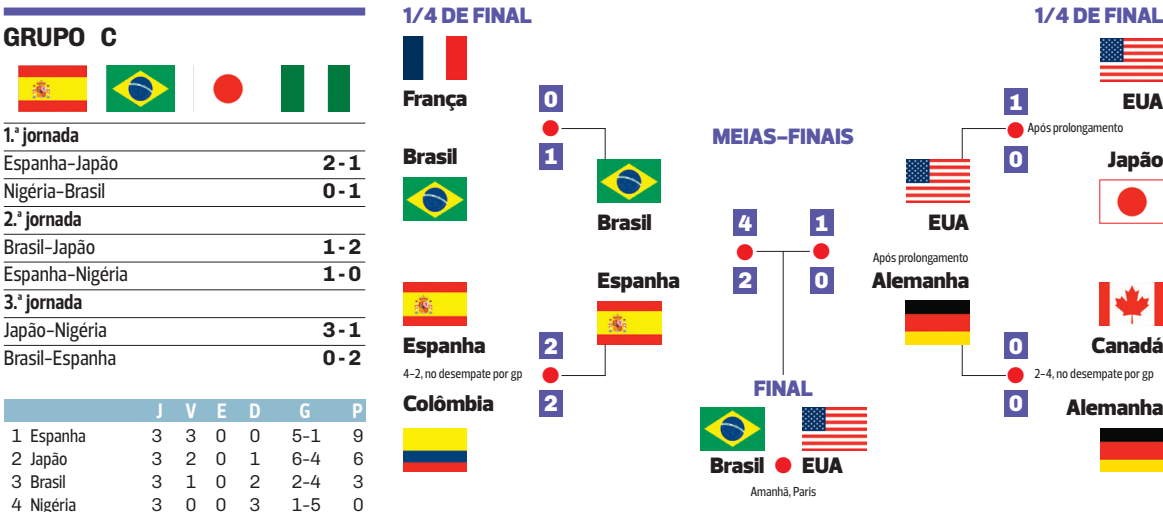 GRUPO C
1.ª jornada
Espanha-Japão 2-1
Nigéria-Brasil 0-1
2.ª jornada
Brasil-Japão 1-2
Espanha-Nigéria 1-0
3.ª jornada
Japão-Nigéria 3-1
Brasil-Espanha 0-2
J V E D G P
1 Espanha 3 3 0 0 5-1 9
2 Japão 3 2 0 1 6-4 6
3 Brasil 3 1 0 2 2-4 3
4 Nigéria 3 0 0 3 1-5 0
1/4 DE FINAL
França 0
Brasil 1
Brasil
Espanha
Espanha 2
4-2, no desempate por gp
Colômbia 2
MEIAS-FINAIS
4 1
2 0
FINAL
Brasil EUA
Amanhã, Paris
1/4 DE FINAL
1 EUA
Após prolongamento
0 Japão
EUA
Após prolongamento
Alemanha
0 Canadá
2-4, no desempate por gp
0 Alemanha